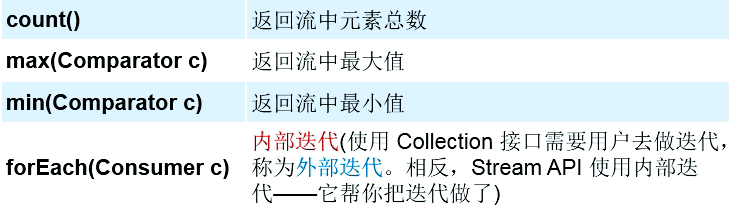 count() 返回流中元素总数
max(Comparator c) 返回流中最大值
min(Comparator c) 返回流中最小值
forEach(Consumer c) 内部迭代(使用 Collection 接口需要用户去做迭代，
称为外部迭代。相反，Stream API 使用内部迭
代——它帮你把迭代做了)